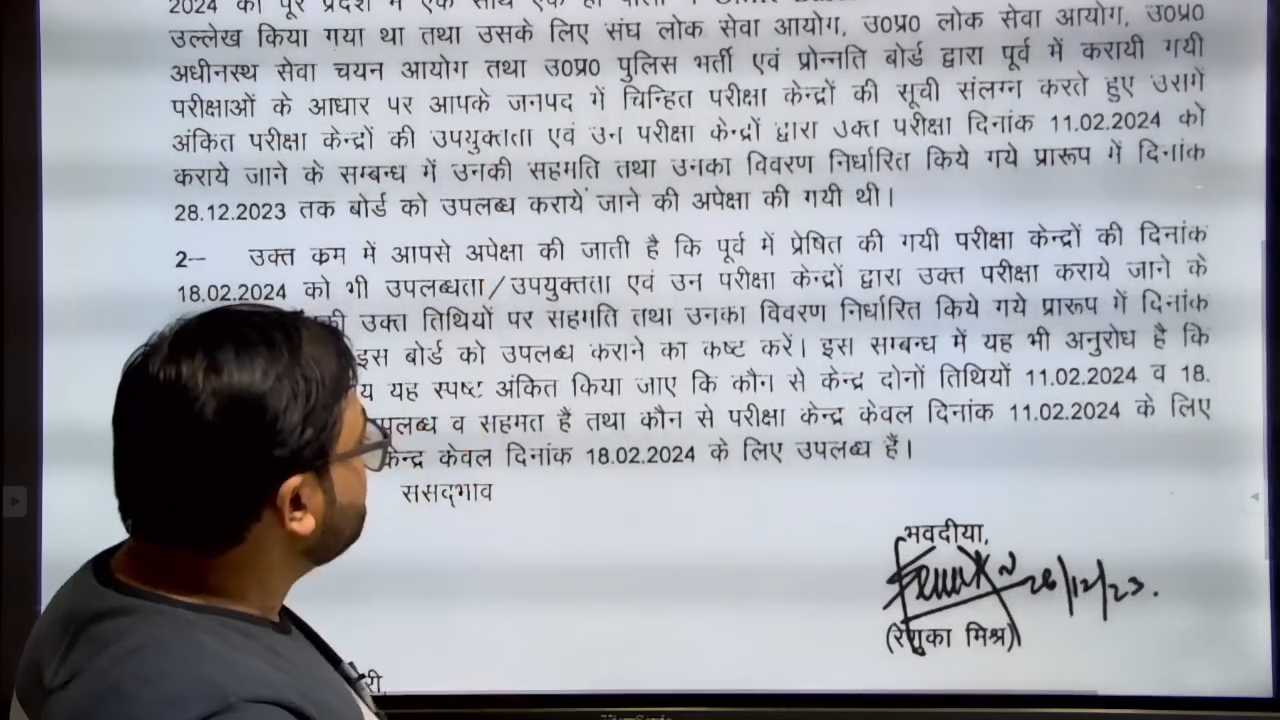 2024 को पूरे प्रदेश में एक साथ एक ही पाली
उल्लेख किया गया था तथा उसके लिए संघ लोक सेवा आयोग, उ0प्र0 लोक सेवा आयोग, उ0प्र0
अधीनस्थ सेवा चयन आयोग तथा उ0प्र0 पुलिस भर्ती एवं प्रोन्नति बोर्ड द्वारा पूर्व में करायी गयी
परीक्षाओं के आधार पर आपके जनपद में चिन्हित परीक्षा केन्द्रों की सूची संलग्न करते हुए उसमें
अंकित परीक्षा केन्द्रों की उपयुक्तता एवं उन परीक्षा केन्द्रों द्वारा उक्त परीक्षा दिनांक 11.02.2024 को
कराये जाने के सम्बन्ध में उनकी सहमति तथा उनका विवरण निर्धारित किये गये प्रारूप में दिनांक
28.12.2023 तक बोर्ड को उपलब्ध करायें जाने की अपेक्षा की गयी थी।
2— उक्त कम में आपसे अपेक्षा की जाती है कि पूर्व में प्रेषित की गयी परीक्षा केन्द्रों की दिनांक
18.02.2024 को भी उपलब्धता/उपयुक्तता एवं उन परीक्षा केन्द्रों द्वारा उक्त परीक्षा कराये जाने के
की उक्त तिथियों पर सहमति तथा उनका विवरण निर्धारित किये गये प्रारूप में दिनांक
इस बोर्ड को उपलब्ध कराने का कष्ट करें। इस सम्बन्ध में यह भी अनुरोध है कि
य यह स्पष्ट अंकित किया जाए कि कौन से केन्द्र दोनों तिथियों 11.02.2024 व 18.
पलब्ध व सहमत हैं तथा कौन से परीक्षा केन्द्र केवल दिनांक 11.02.2024 के लिए
केन्द्र केवल दिनांक 18.02.2024 के लिए उपलब्ध हैं।
ससद्भाव
भवदीया,
26/12/23.
(रेणुका मिश्र)
री,